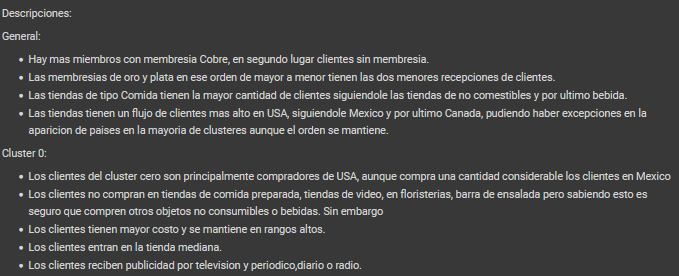 Descripciones:
General:
• Hay mas miembros con membresia Cobre, en segundo lugar clientes sin membresia.
• Las membresias de oro y plata en ese orden de mayor a menor tienen las dos menores recepciones de clientes.
• Las tiendas de tipo Comida tienen la mayor cantidad de clientes siguiendole las tiendas de no comestibles y por ultimo bebida.
• Las tiendas tienen un flujo de clientes mas alto en USA, siguiendole Mexico y por ultimo Canada, pudiendo haber excepciones en la
aparicion de paises en la mayoria de clusteres aunque el orden se mantiene.
Cluster 0:
• Los clientes del cluster cero son principalmente compradores de USA, aunque compra una cantidad considerable los clientes en Mexico
• Los clientes no compran en tiendas de comida preparada, tiendas de video, en floristerias, barra de ensalada pero sabiendo esto es
seguro que compren otros objetos no consumibles o bebidas. Sin embargo
• Los clientes tienen mayor costo y se mantiene en rangos altos.
• Los clientes entran en la tienda mediana.
• Los clientes reciben publicidad por television y periodico,diario o radio.